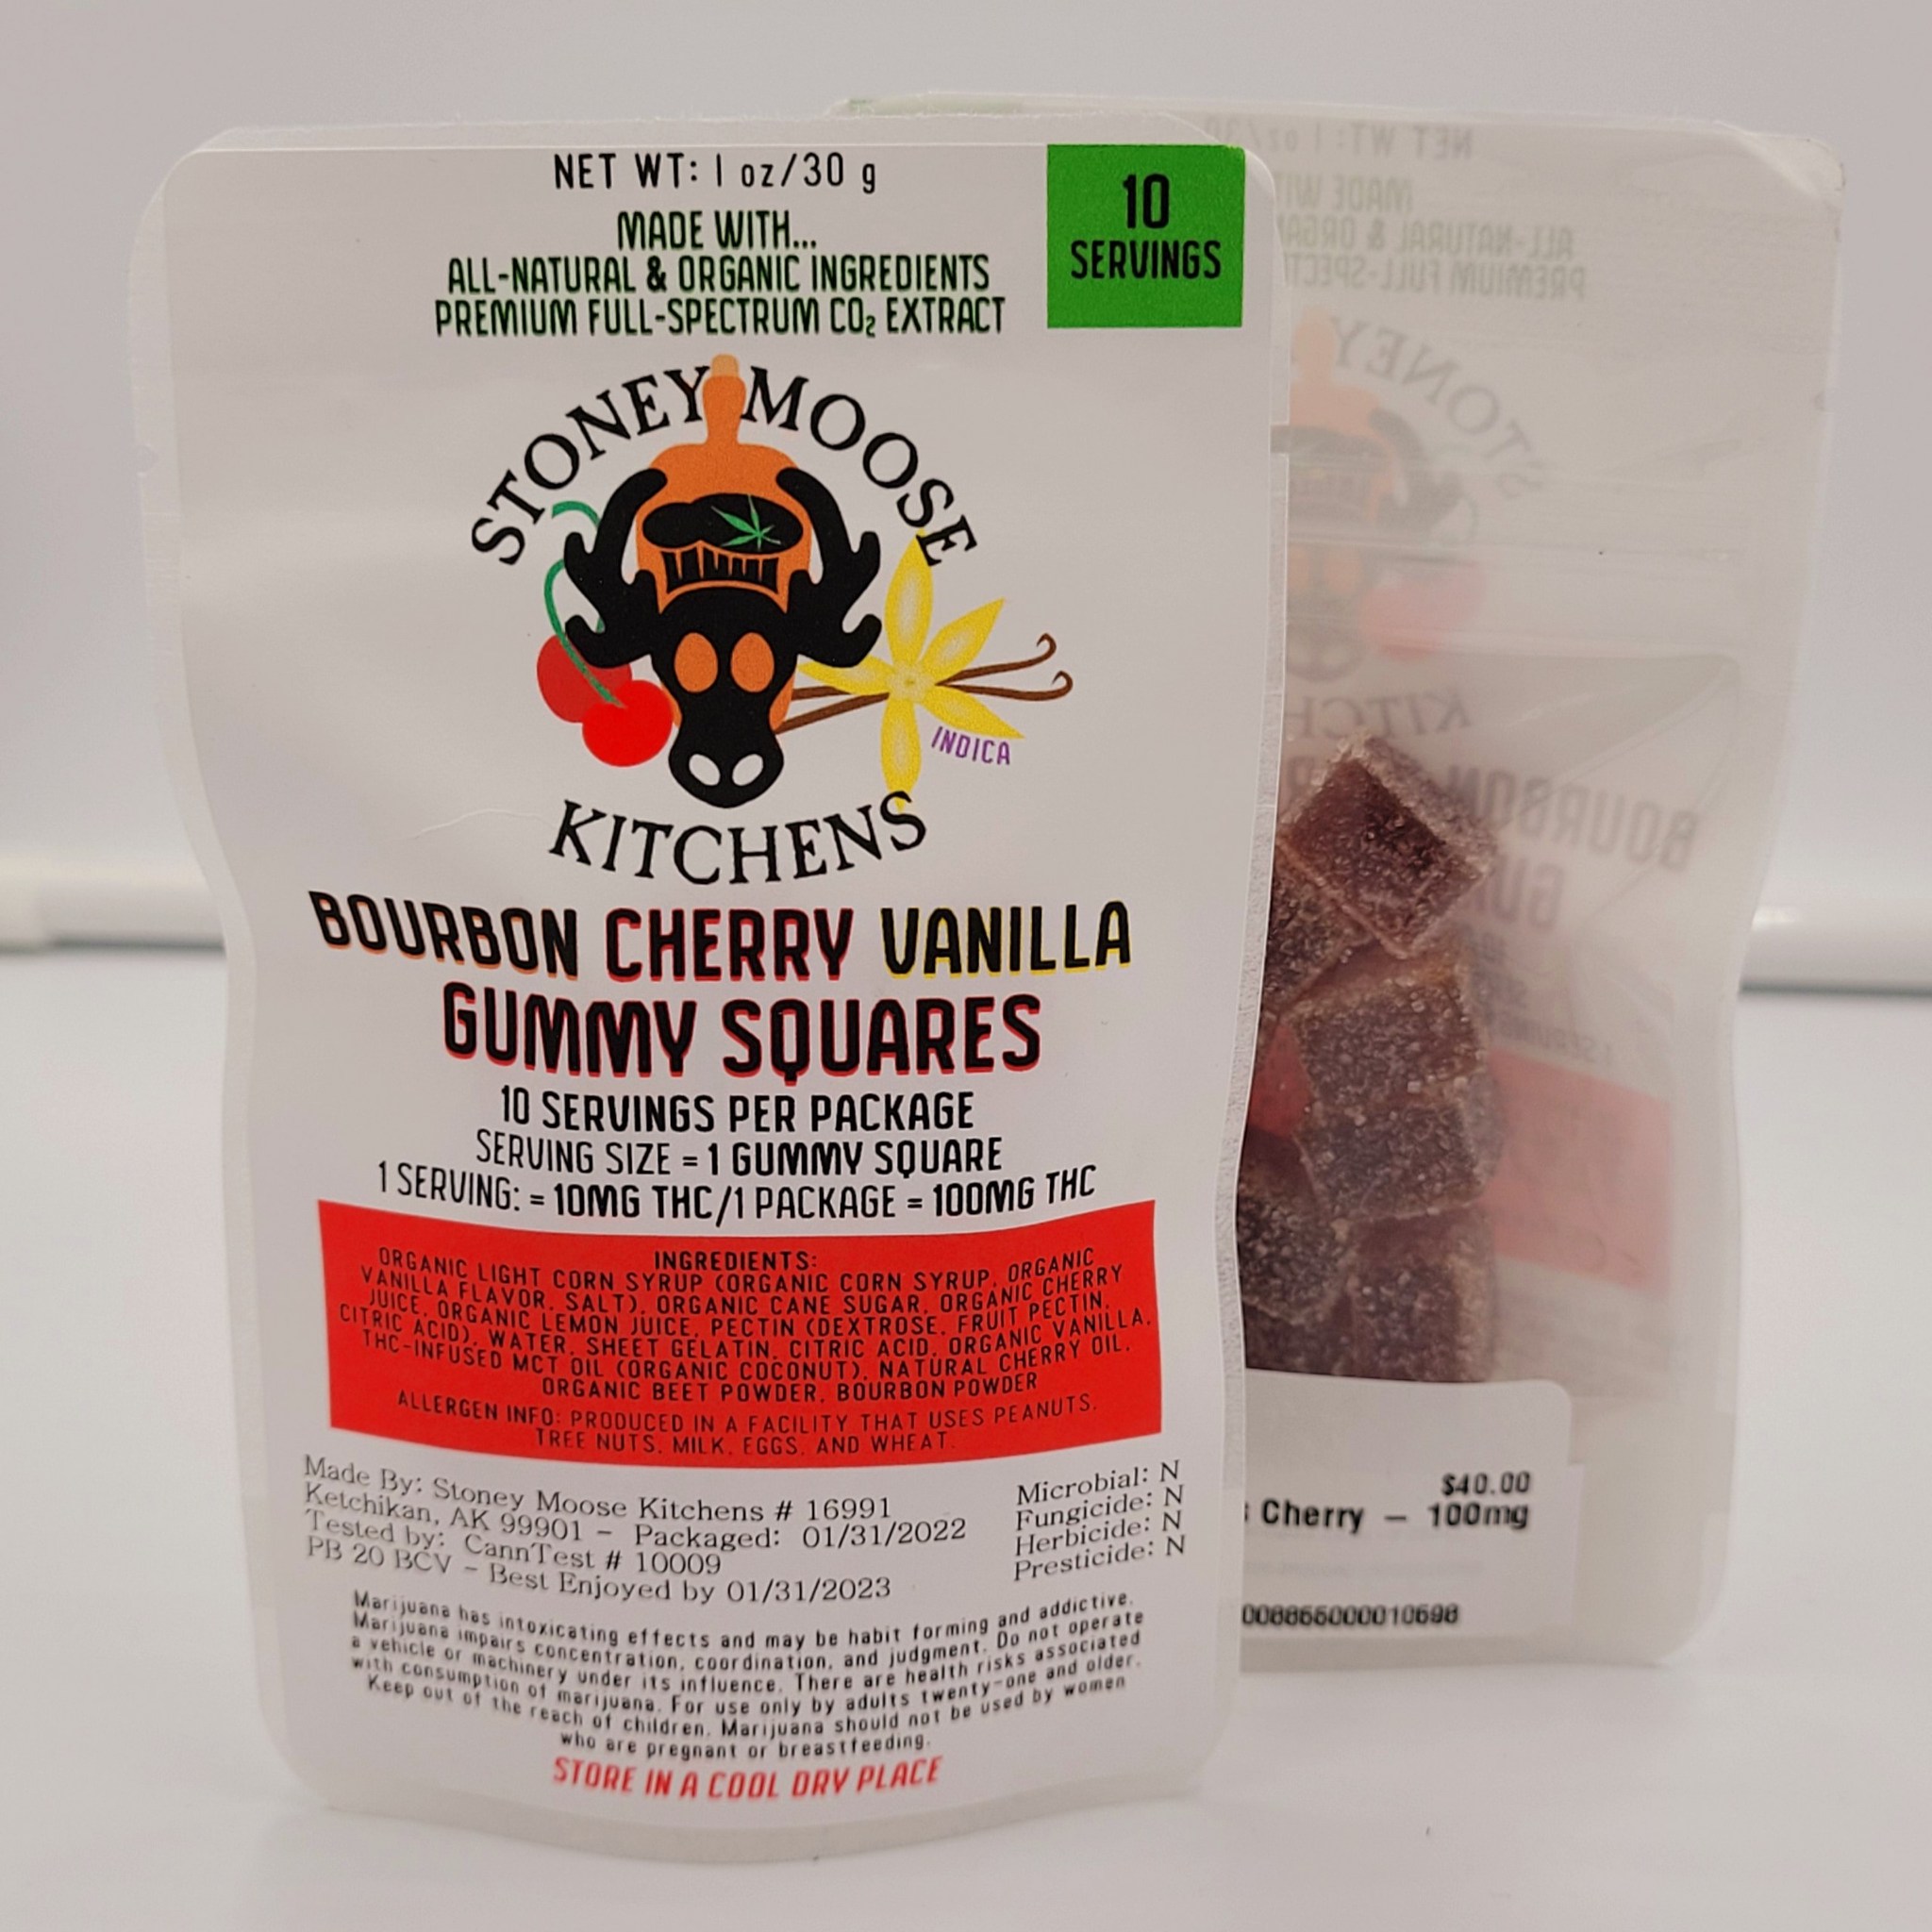 NET WT: 1 oz/30 g
10
SERVINGS
MADE WITH...
ALL-NATURAL & ORGANIC INGREDIENTS
PREMIUM FULL-SPECTRUM CO₂ EXTRACT
STONEY MOOSE
INDICA
KITCHENS
BOURBON CHERRY VANILLA
GUMMY SQUARES
10 SERVINGS PER PACKAGE
SERVING SIZE = 1 GUMMY SQUARE
1 SERVING: = 10MG THC/1 PACKAGE = 100MG THC
INGREDIENTS:
ORGANIC LIGHT CORN SYRUP (ORGANIC CORN SYRUP, ORGANIC
VANILLA FLAVOR, SALT), ORGANIC CANE SUGAR, ORGANIC CHERRY
JUICE, ORGANIC LEMON JUICE, PECTIN (DEXTROSE, FRUIT PECTIN,
CITRIC ACID), WATER, SHEET GELATIN, CITRIC ACID, ORGANIC VANILLA,
THC-INFUSED MCT OIL (ORGANIC COCONUT), NATURAL CHERRY OIL,
ORGANIC BEET POWDER, BOURBON POWDER
ALLERGEN INFO: PRODUCED IN A FACILITY THAT USES PEANUTS,
TREE NUTS, MILK, EGGS, AND WHEAT.
Made By: Stoney Moose Kitchens # 16991
Ketchikan, AK 99901 - Packaged: 01/31/2022
Tested by: CannTest # 10009
PB 20 BCV - Best Enjoyed by 01/31/2023
Microbial: N
Fungicide: N
Herbicide: N
Presticide: N
Marijuana has intoxicating effects and may be habit forming and addictive.
Marijuana impairs concentration, coordination, and judgment. Do not operate
a vehicle or machinery under its influence. There are health risks associated
with consumption of marijuana. For use only by adults twenty-one and older.
Keep out of the reach of children. Marijuana should not be used by women
who are pregnant or breastfeeding.
STORE IN A COOL DRY PLACE
$40.00
Cherry - 100mg
008865000010698